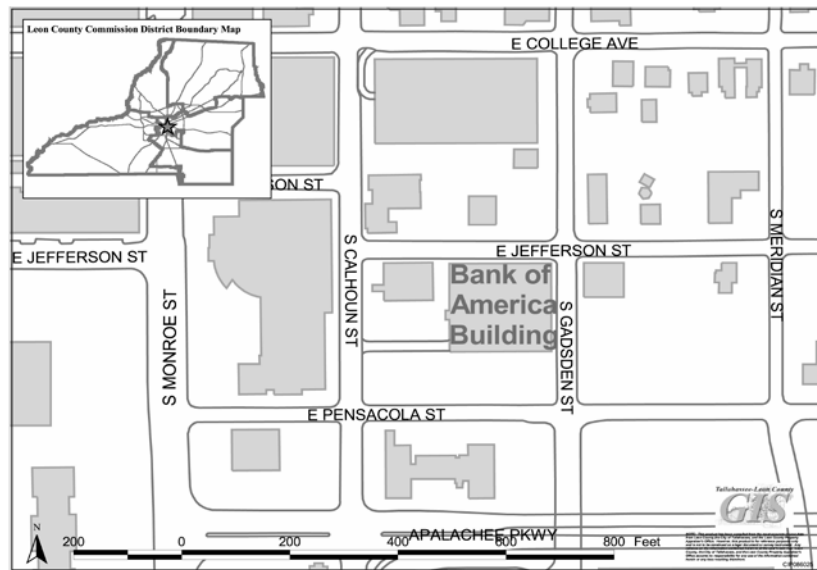 Leon County Commission District Boundary Map
E COLLEGE AVE
SON ST
E JEFFERSON ST
E JEFFERSON ST
S MERIDIAN ST
S CALHOUN ST
S MONROE ST
Bank of
America
Building
S GADSDEN ST
E PENSACOLA ST
Tallahassee-Leon County
GIS
APALACHEE PKWY
N
200 0 200 400 600 800 Feet